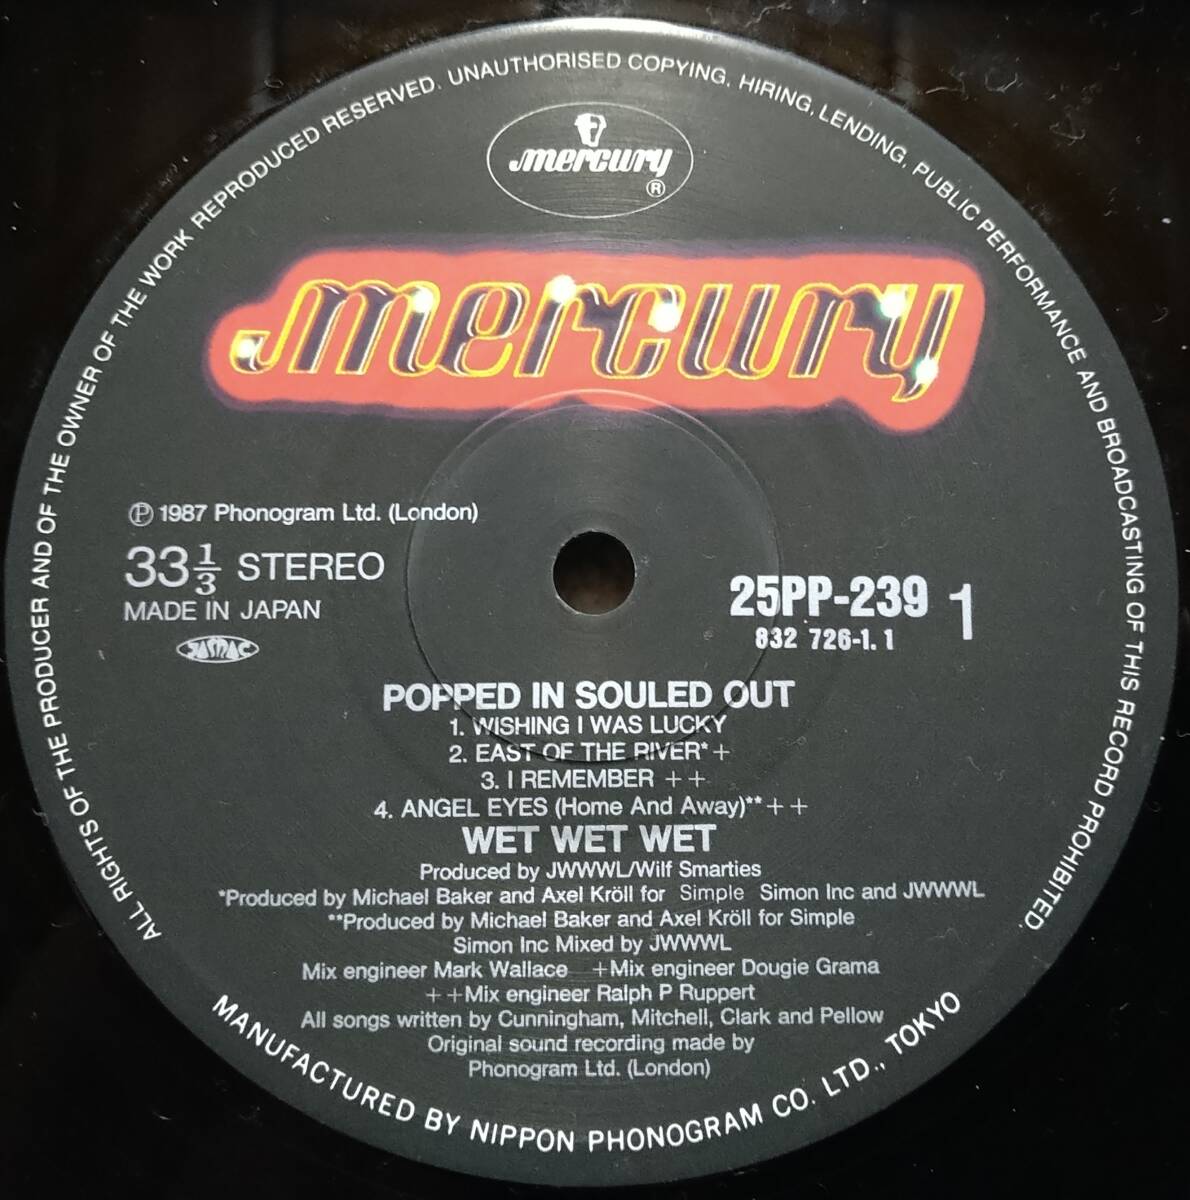 ALL RIGHTS OF THE PRODUCER AND OF THE OWNER OF THE WORK REPRODUCED RESERVED. UNAUTHORISED COPYING, HIRING, LENDING, PUBLIC PERFORMANCE AND BROADCASTING OF THIS RECORD PROHIBITED.
mercury
®
mercury
Ⓟ 1987 Phonogram Ltd. (London)
33 1/3 STEREO
MADE IN JAPAN
JASRAC
25PP-239 1
832 726-1. 1
POPPED IN SOULED OUT
1. WISHING I WAS LUCKY
2. EAST OF THE RIVER*+
3. I REMEMBER ++
4. ANGEL EYES (Home And Away)**++
WET WET WET
Produced by JWWWL/Wilf Smarties
*Produced by Michael Baker and Axel Kröll for Simple Simon Inc and JWWWL
**Produced by Michael Baker and Axel Kröll for Simple
Simon Inc Mixed by JWWWL
Mix engineer Mark Wallace +Mix engineer Dougie Grama
++Mix engineer Ralph P Ruppert
All songs written by Cunningham, Mitchell, Clark and Pellow
Original sound recording made by
Phonogram Ltd. (London)
MANUFACTURED BY NIPPON PHONOGRAM CO. LTD., TOKYO